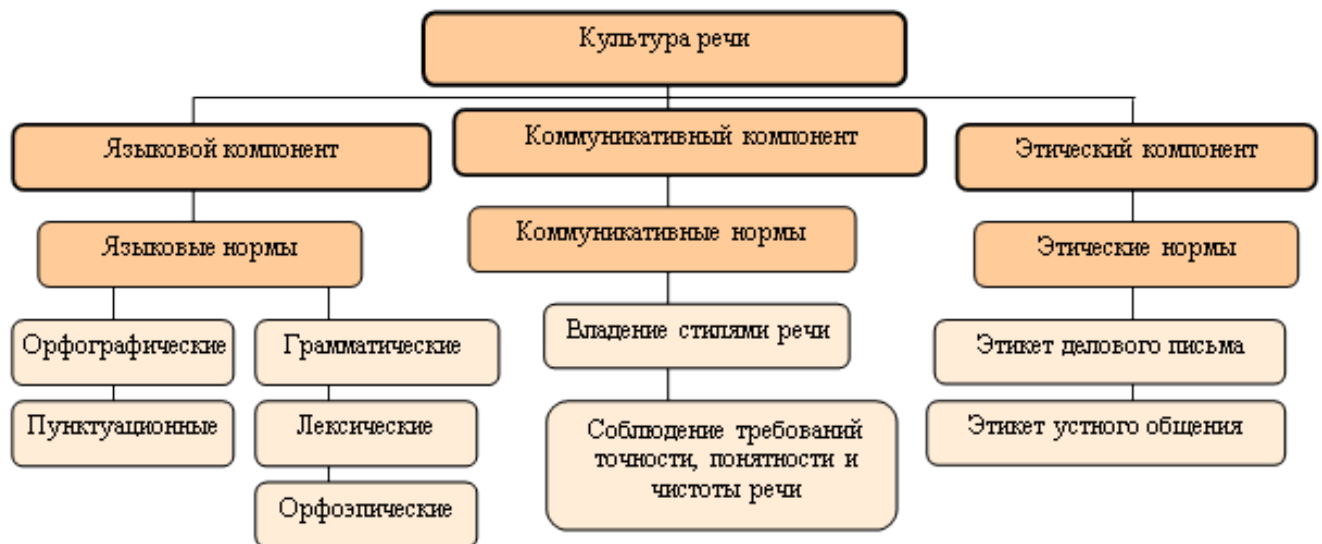 Культура речи
Языковой компонент
Коммуникативный компонент
Этический компонент
Языковые нормы
Коммуникативные нормы
Этические нормы
Орфографические
Грамматические
Владение стилями речи
Этикет делового письма
Пунктуационные
Лексические
Соблюдение требований
точности, понятности и
чистоты речи
Этикет устного общения
Орфоэпические